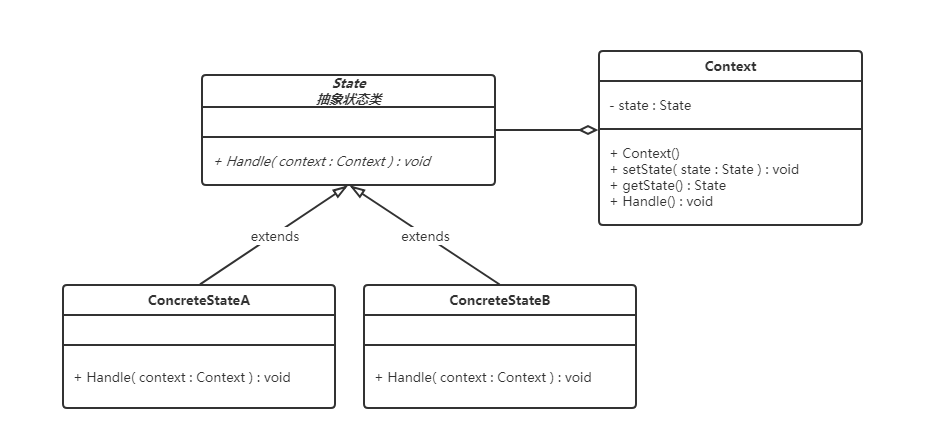 State
抽象状态类
+ Handle( context : Context ) : void
Context
- state : State
+ Context()
+ setState( state : State ) : void
+ getState() : State
+ Handle() : void
extends
extends
ConcreteStateA
+ Handle( context : Context ) : void
ConcreteStateB
+ Handle( context : Context ) : void